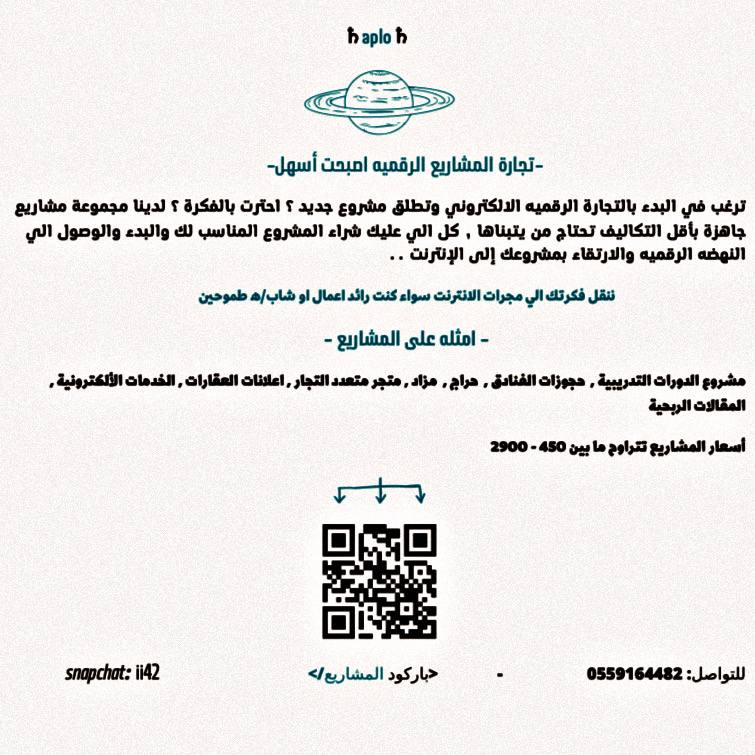 ♄ aplo ♄
-تجارة المشاريع الرقميه اصبحت أسهل-
ترغب في البدء بالتجارة الرقميه الالكتروني وتطلق مشروع جديد ؟ احترت بالفكرة ؟ لدينا مجموعة مشاريع
جاهزة بأقل التكاليف تحتاج من يتبناها , كل الي عليك شراء المشروع المناسب لك والبدء والوصول الي
النهضه الرقميه والارتقاء بمشروعك إلى الإنترنت . .
ننقل فكرتك الي مجرات الانترنت سواء كنت رائد اعمال او شاب/ه طموحين
- امثله على المشاريع -
مشروع الدورات التدريبية , حجوزات الفنادق , حراج , مزاد , متجر متعدد التجار , اعلانات العقارات , الخدمات الألكترونية ,
المقالات الربحية
أسعار المشاريع تتراوح ما بين 450 - 2900
للتواصل: 0559164482 - <باركود المشاريع/> snapchat: ii42